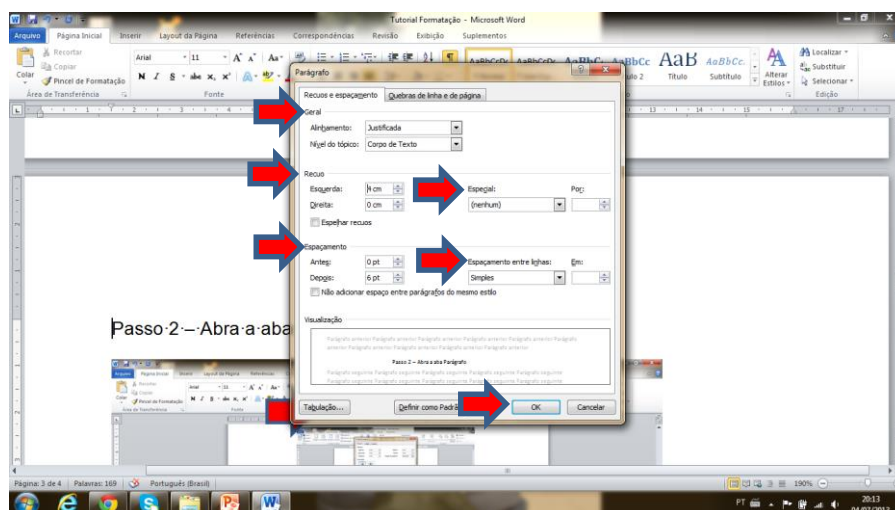 Tutorial Formatação - Microsoft Word
Arquivo Página Inicial Inserir Layout da Página Referências Correspondências Revisão Exibição Suplementos
Colar
Recortar
Copiar
Pincel de Formatação
Área de Transferência
Arial 11
Fonte
Título
Subtítulo
Alterar Estilos
Localizar
Substituir
Selecionar
Edição
Parágrafo
Recuos e espaçamento Quebras de linha e de página
Geral
Alinhamento: Justificada
Nível do tópico: Corpo de Texto
Recuo
Esquerda: 4 cm Especial: Por:
Direita: 0 cm (nenhum)
Espelhar recuos
Espaçamento
Antes: 0 pt Espaçamento entre linhas: Em:
Depois: 6 pt Simples
Não adicionar espaço entre parágrafos do mesmo estilo
Visualização
Passo 2 – Abra a aba Parágrafo
Tabulação... Definir como Padrã OK Cancelar
Passo·2·–·Abra·a·aba
Página: 3 de 4 Palavras: 169 Português (Brasil) 190%
PT 20:13